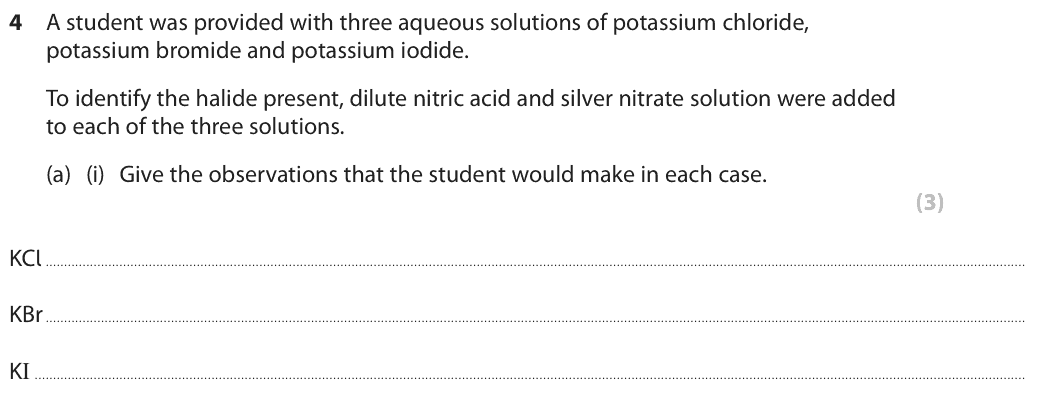 4 A student was provided with three aqueous solutions of potassium chloride,
potassium bromide and potassium iodide.
To identify the halide present, dilute nitric acid and silver nitrate solution were added
to each of the three solutions.
(a) (i) Give the observations that the student would make in each case.
(3)
KCl
KBr
KI